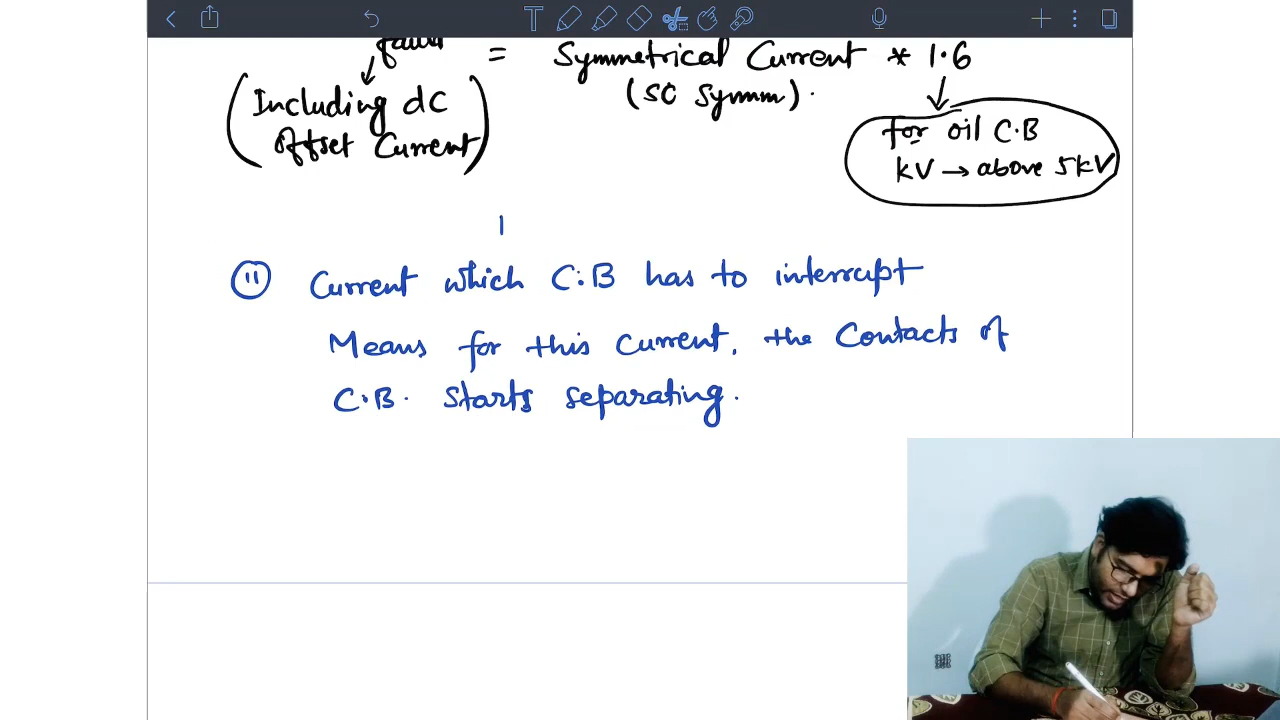 fault
= Symmetrical Current * 1.6
(Including dC
offset Current)
(SC Symm).
for oil C.B
kV → above 5kV
I
(II) Current which C.B has to interrupt
Means for this current, the Contacts of
C.B. Starts separating.